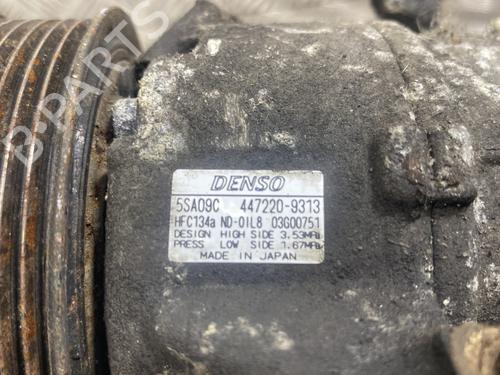 DENSO
5SA09C 447220-9313
HFC134a ND-OIL8 03G00751
DESIGN HIGH SIDE 3.53MPa
PRESS LOW SIDE 1.67MPa
MADE IN JAPAN